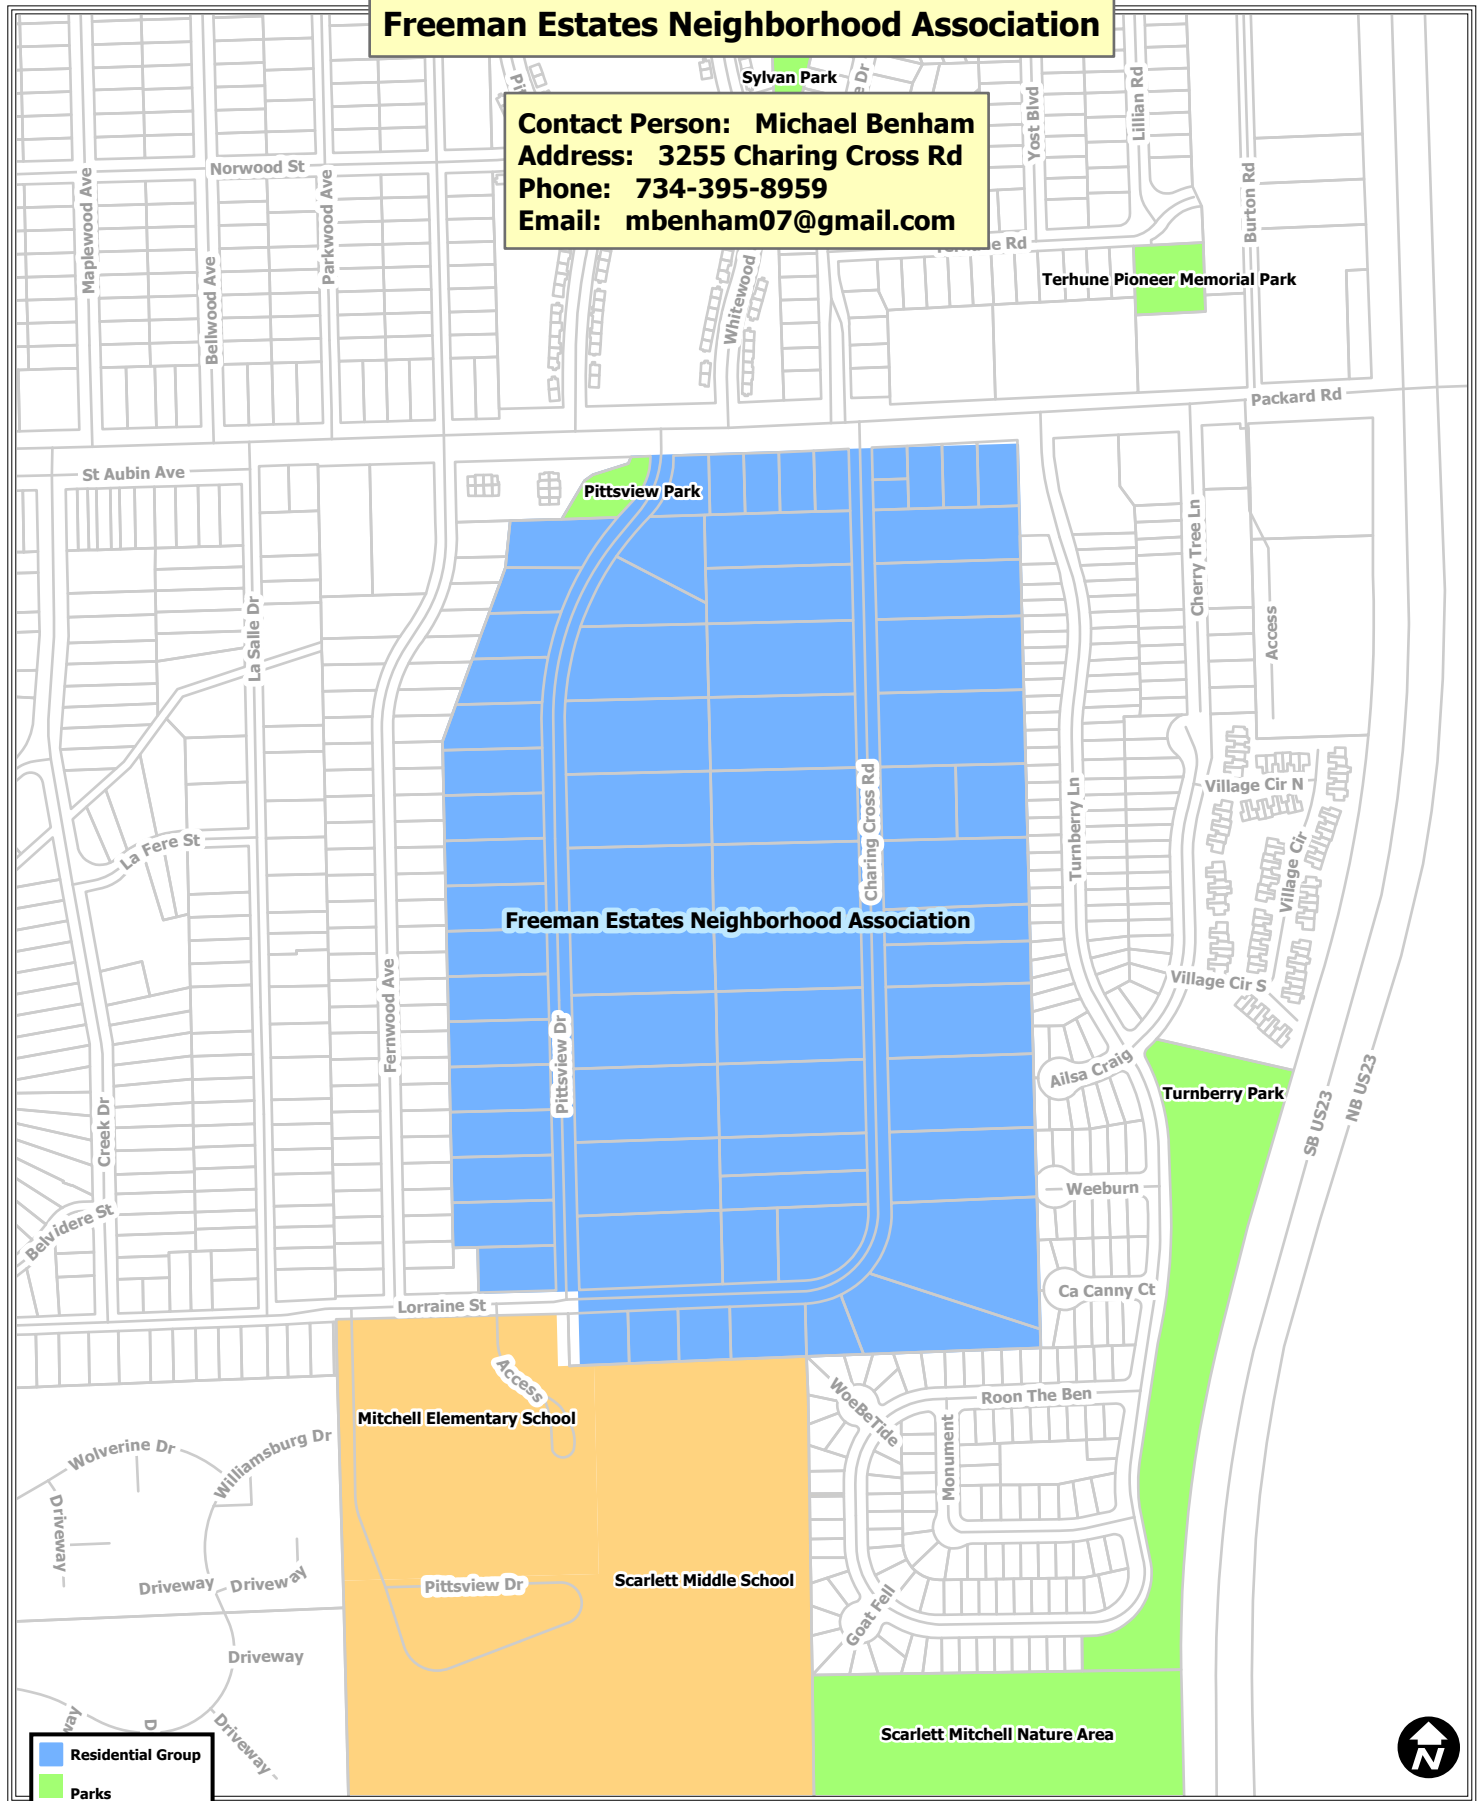 Freeman Estates Neighborhood Association
Sylvan Park
Contact Person: Michael Benham
Address: 3255 Charing Cross Rd
Phone: 734-395-8959
Email: mbenham07@gmail.com
Norwood St
Maplewood Ave
Bellwood Ave
Parkwood Ave
Whitewood
Yost Blvd
Lillian Rd
Burton Rd
Rd
Terhune Pioneer Memorial Park
Packard Rd
St Aubin Ave
Pittsview Park
La Salle Dr
Cherry Tree Ln
Access
Turnberry Ln
Charing Cross Rd
Village Cir N
Village Cir
Village Cir S
La Fere St
Freeman Estates Neighborhood Association
Fernwood Ave
Pittsview Dr
Ailsa Craig
Turnberry Park
SB US23
NB US23
Creek Dr
Belvidere St
Weeburn
Ca Canny Ct
Lorraine St
Access
Mitchell Elementary School
WoeBeTide
Roon The Ben
Monument
Wolverine Dr
Williamsburg Dr
Driveway
Driveway
Driveway
Pittsview Dr
Scarlett Middle School
Goat Fell
Driveway
Driveway
D
Scarlett Mitchell Nature Area
Residential Group
Parks
N